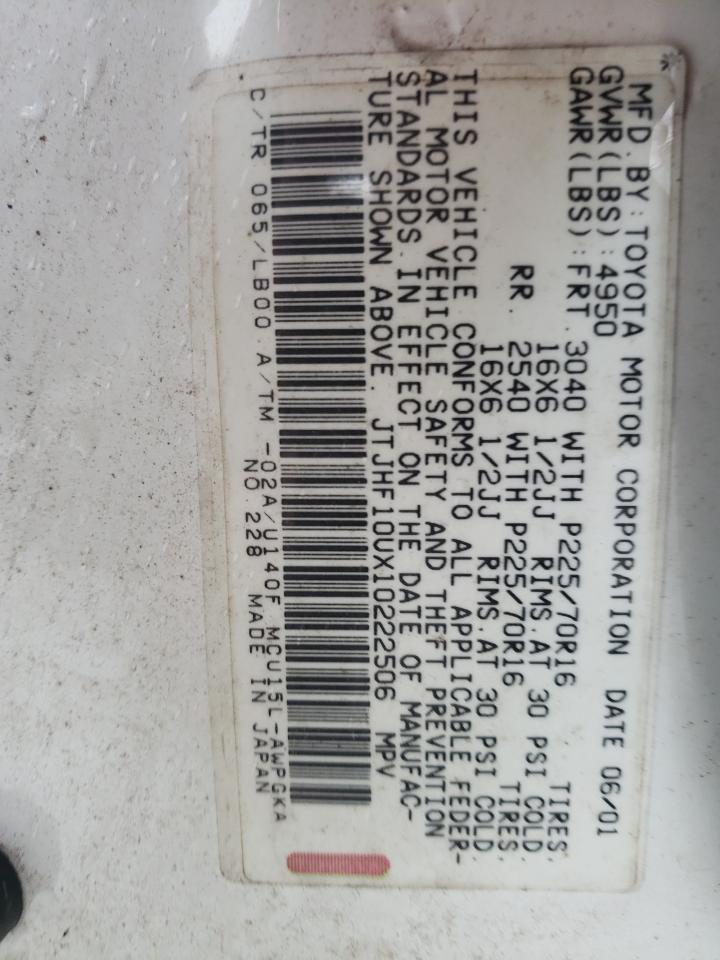 MFD. BY: TOYOTA MOTOR CORPORATION DATE 06/01
GVWR(LBS): 4950
GAWR(LBS): FRT. 3040 WITH P225/70R16 TIRES.
16X6 1/2JJ RIMS. AT 30 PSI COLD.
RR. 2540 WITH P225/70R16 TIRES.
16X6 1/2JJ RIMS. AT 30 PSI COLD.
THIS VEHICLE CONFORMS TO ALL APPLICABLE FEDER-
AL MOTOR VEHICLE SAFETY AND THEFT PREVENTION
STANDARDS IN EFFECT ON THE DATE OF MANUFAC-
TURE SHOWN ABOVE. JTJHF10UX10222506 MPV
C/TR 065/LB00 A/TM -02A/U140F MCU15L-AWPGKA
NO. 228 MADE IN JAPAN